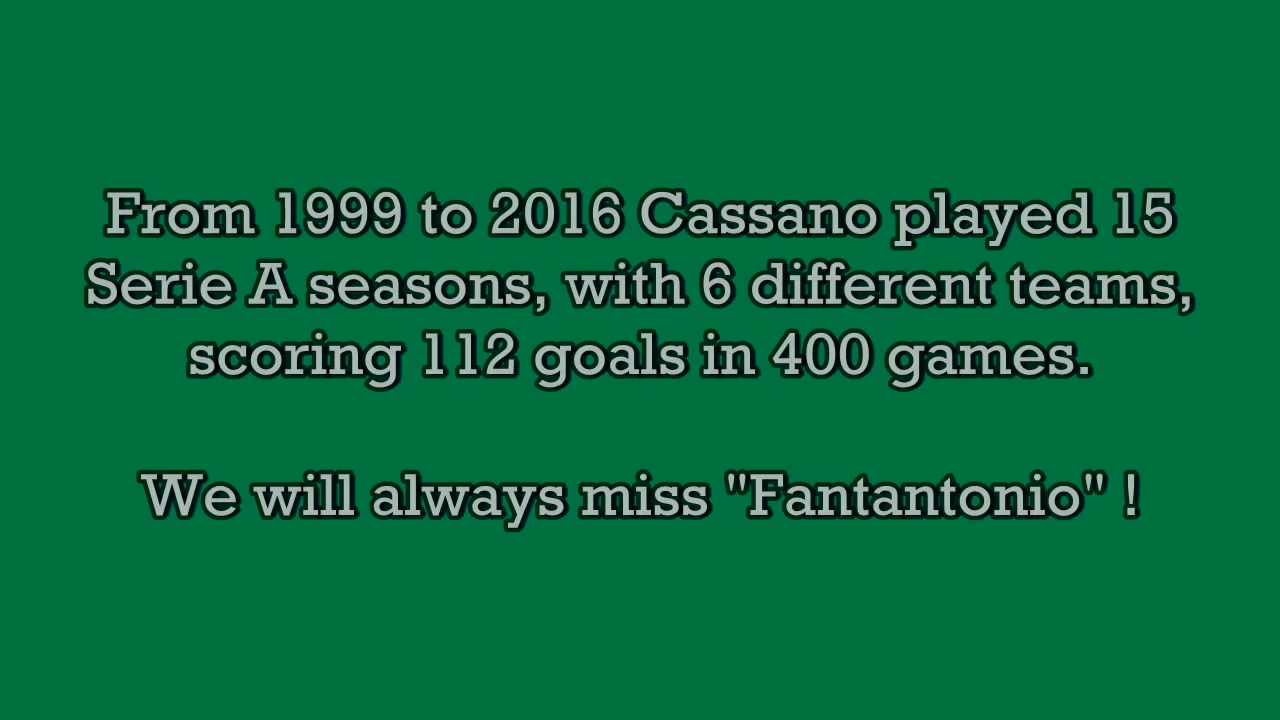 From 1999 to 2016 Cassano played 15
Serie A seasons, with 6 different teams,
scoring 112 goals in 400 games.
We will always miss "Fantantonio" !